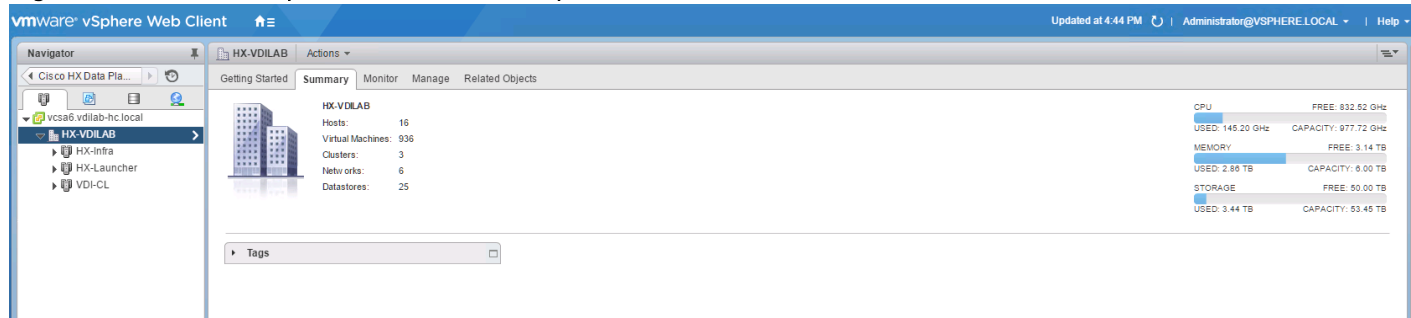 vmware® vSphere Web Client
Updated at 4:44 PM | Administrator@VSPHERE.LOCAL | Help
Navigator
HX-VDILAB Actions
Cisco HX Data Pla...
Getting Started Summary Monitor Manage Related Objects
vcsa6.vdilab-hc.local
HX-VDILAB
HX-Infra
HX-Launcher
VDI-CL
HX-VDILAB
Hosts: 16
Virtual Machines: 936
Clusters: 3
Networks: 6
Datastores: 25
CPU FREE: 832.52 GHz
USED: 145.20 GHz CAPACITY: 977.72 GHz
MEMORY FREE: 3.14 TB
USED: 2.86 TB CAPACITY: 6.00 TB
STORAGE FREE: 50.00 TB
USED: 3.44 TB CAPACITY: 53.45 TB
Tags